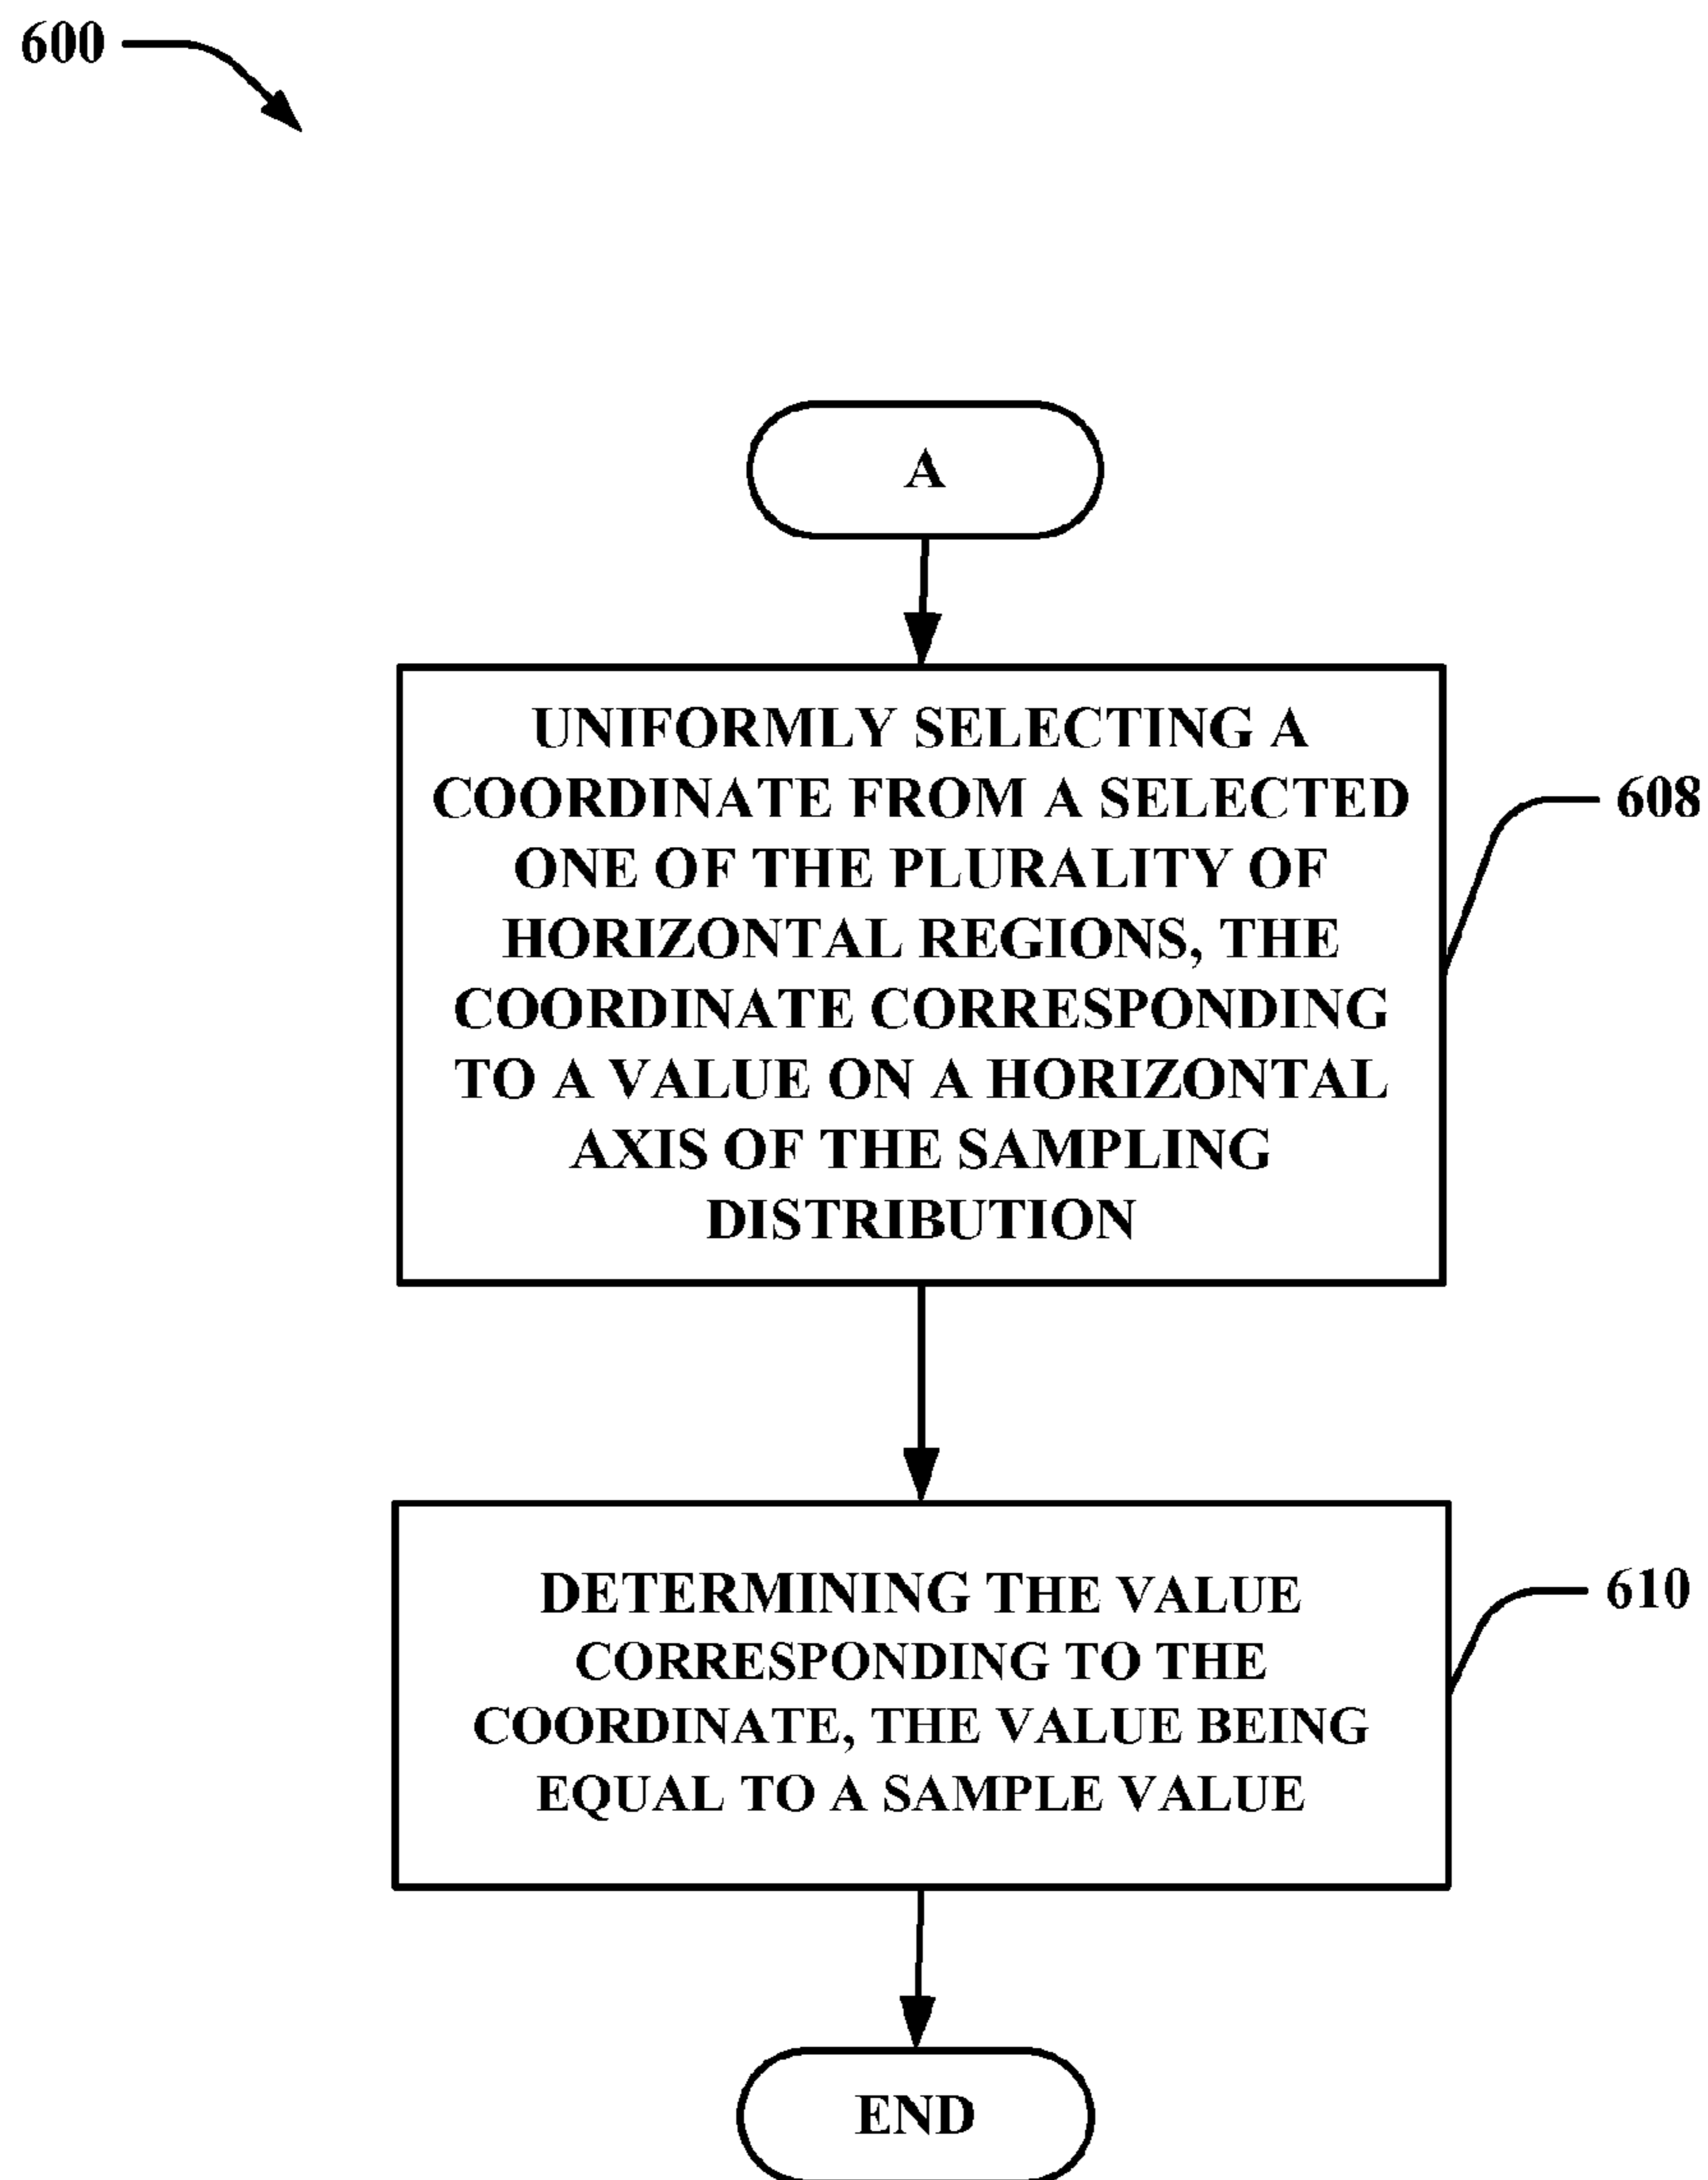 600
A
UNIFORMLY SELECTING A
COORDINATE FROM A SELECTED
ONE OF THE PLURALITY OF
HORIZONTAL REGIONS, THE
COORDINATE CORRESPONDING
TO A VALUE ON A HORIZONTAL
AXIS OF THE SAMPLING
DISTRIBUTION
608
DETERMINING THE VALUE
CORRESPONDING TO THE
COORDINATE, THE VALUE BEING
EQUAL TO A SAMPLE VALUE
610
END